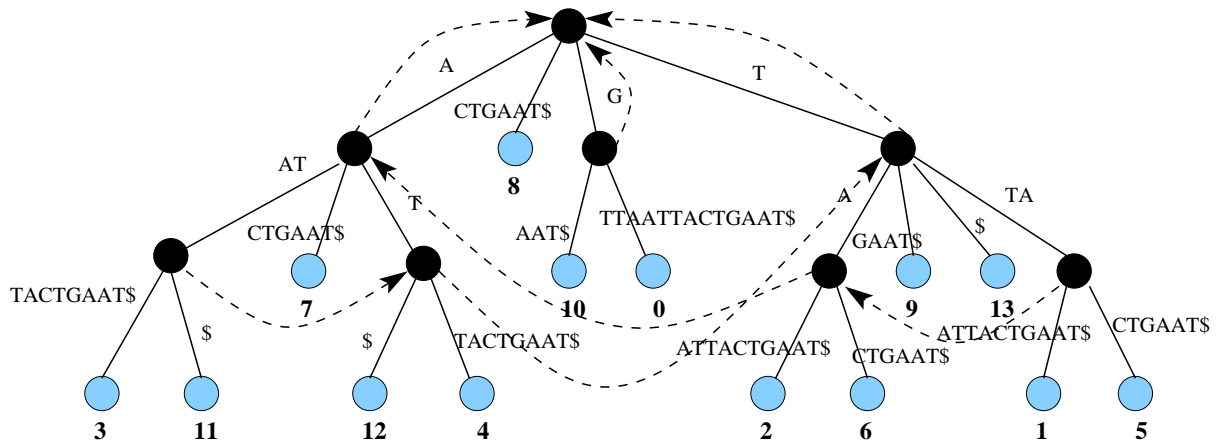 A
T
G
CTGAAT$
8
AT
T
A
TA
CTGAAT$
7
AAT$
10
TTAATTACTGAAT$
0
GAAT$
9
$
13
TACTGAAT$
3
$
11
$
12
TACTGAAT$
4
ATTACTGAAT$
2
CTGAAT$
6
ATTACTGAAT$
1
CTGAAT$
5